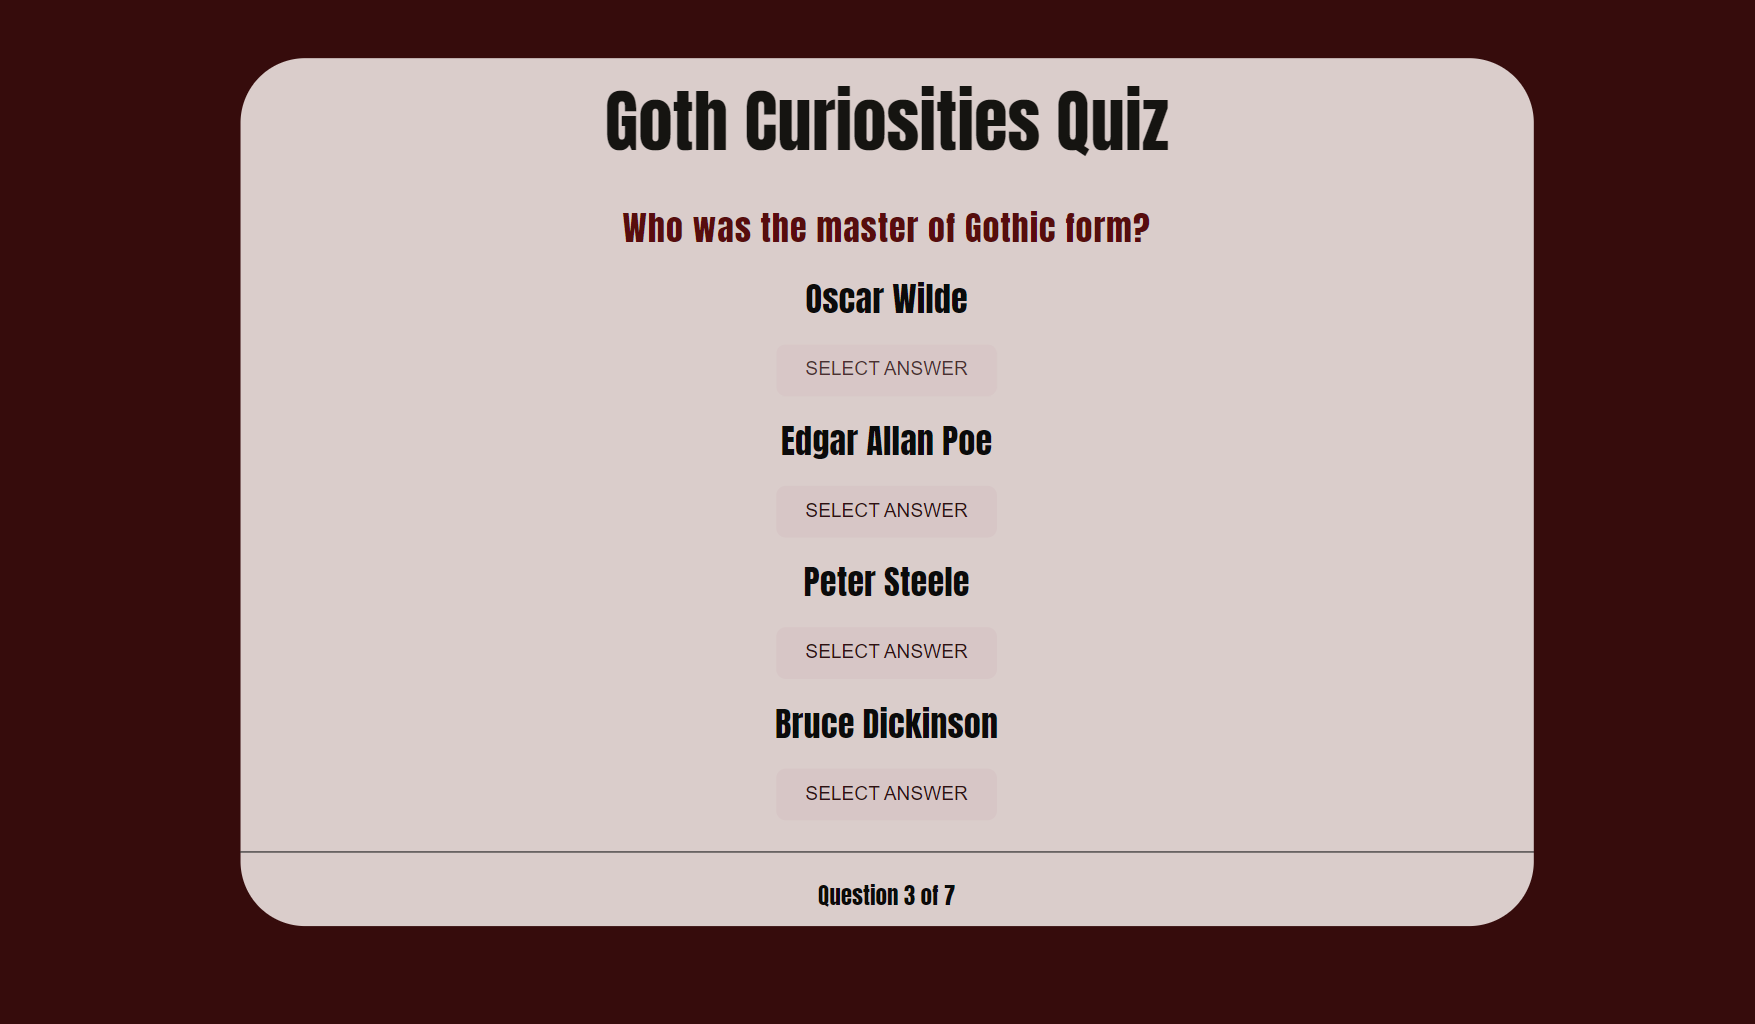 Goth Curiosities Quiz
Who was the master of Gothic form?
Oscar Wilde
SELECT ANSWER
Edgar Allan Poe
SELECT ANSWER
Peter Steele
SELECT ANSWER
Bruce Dickinson
SELECT ANSWER
Question 3 of 7